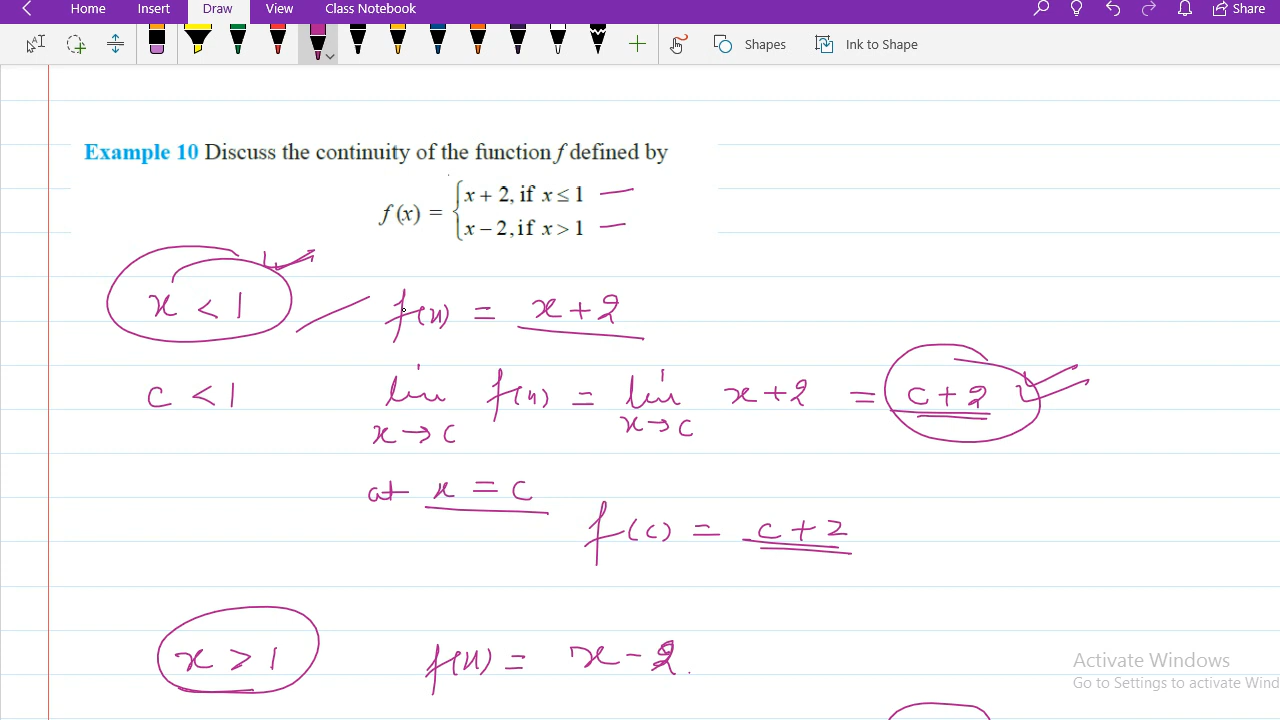 Home Insert Draw View Class Notebook Share
Shapes Ink to Shape
Example 10 Discuss the continuity of the function f defined by
f (x) = { x + 2, if x ≤ 1
x − 2, if x > 1
x < 1 f(x) = x + 2
c < 1 lim x→c f(x) = lim x→c x + 2 = c + 2
at x = c
f(c) = c + 2
x > 1 f(x) = x − 2.
Activate Windows
Go to Settings to activate Wind